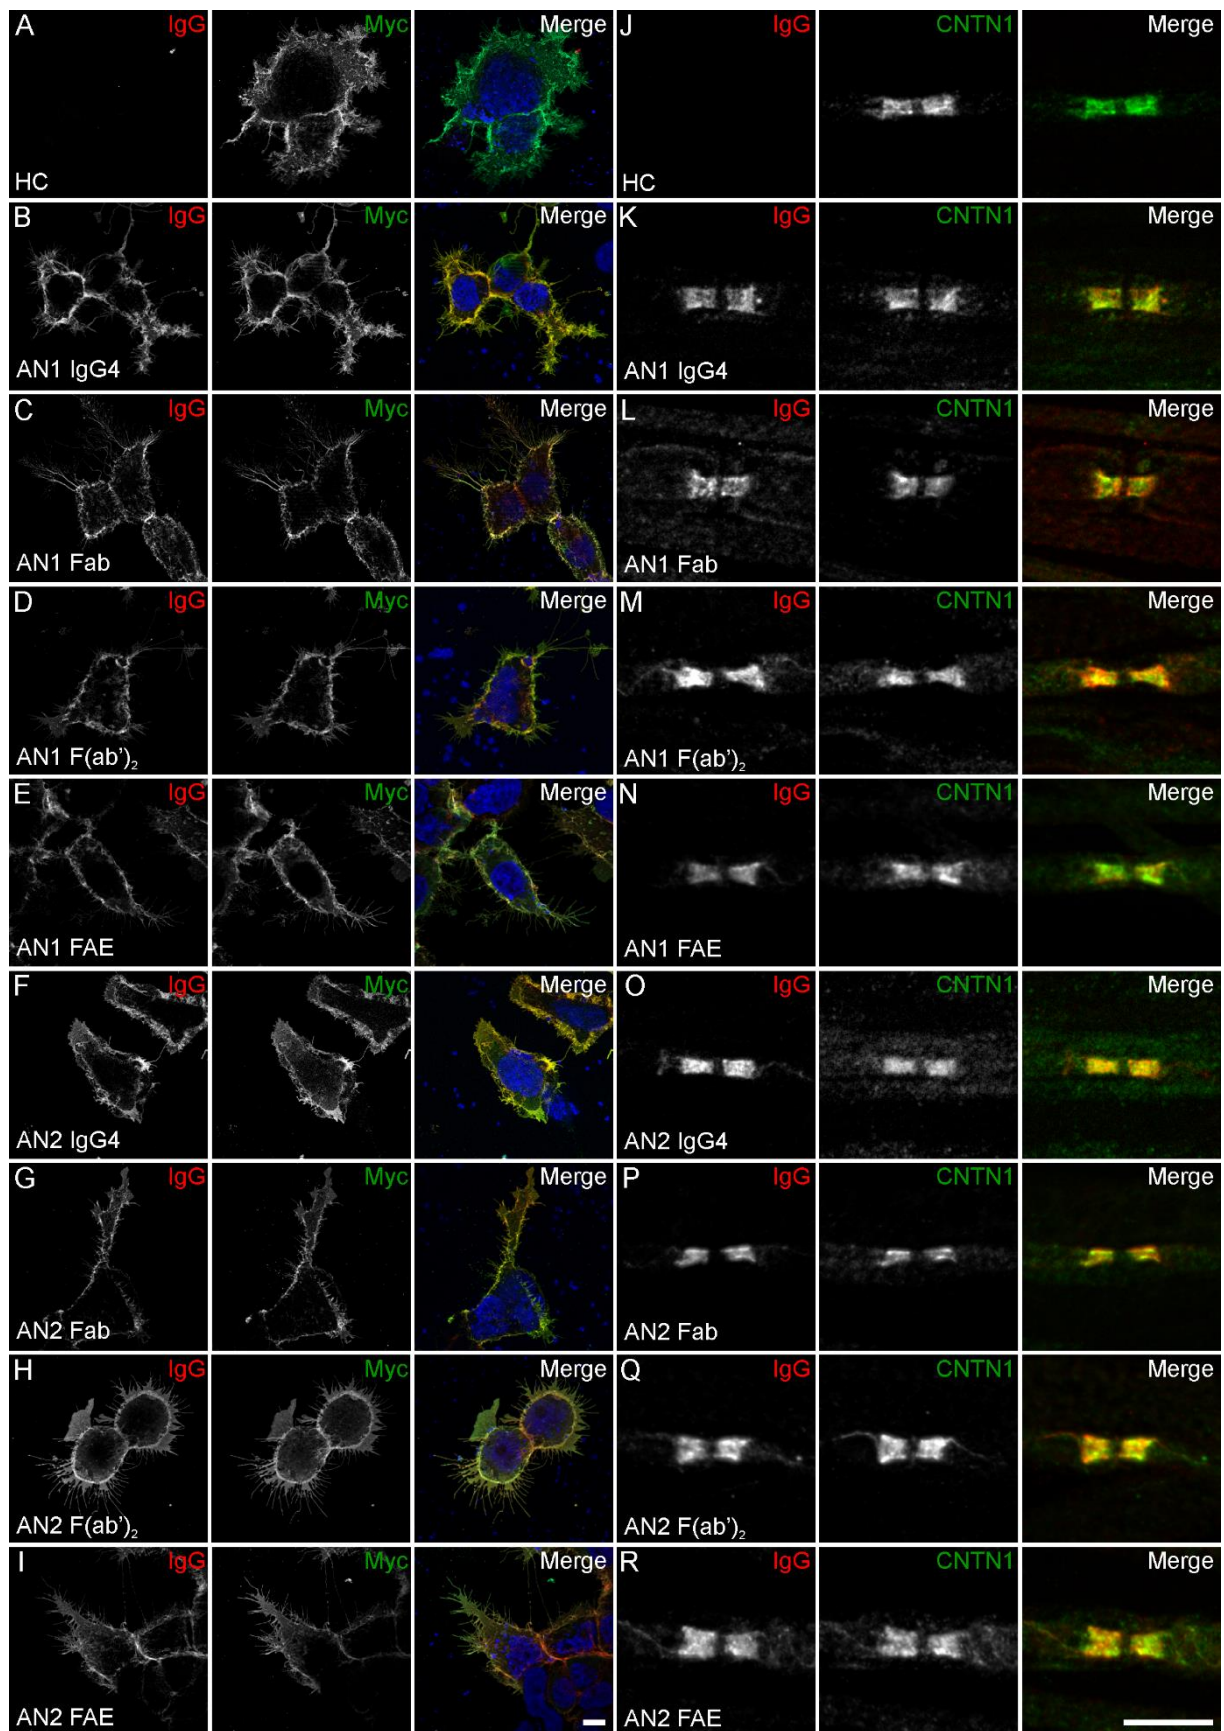 A IgG Myc Merge J IgG CNTN1 Merge
HC HC
B IgG Myc Merge K IgG CNTN1 Merge
AN1 IgG4 AN1 IgG4
C IgG Myc Merge L IgG CNTN1 Merge
AN1 Fab AN1 Fab
D IgG Myc Merge M IgG CNTN1 Merge
AN1 F(ab')₂ AN1 F(ab')₂
E IgG Myc Merge N IgG CNTN1 Merge
AN1 FAE AN1 FAE
F IgG Myc Merge O IgG CNTN1 Merge
AN2 IgG4 AN2 IgG4
G IgG Myc Merge P IgG CNTN1 Merge
AN2 Fab AN2 Fab
H IgG Myc Merge Q IgG CNTN1 Merge
AN2 F(ab')₂ AN2 F(ab')₂
I IgG Myc Merge R IgG CNTN1 Merge
AN2 FAE AN2 FAE